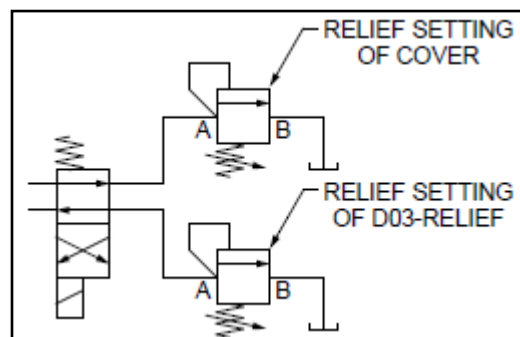 RELIEF SETTING
OF COVER
A B
RELIEF SETTING
OF D03-RELIEF
A B